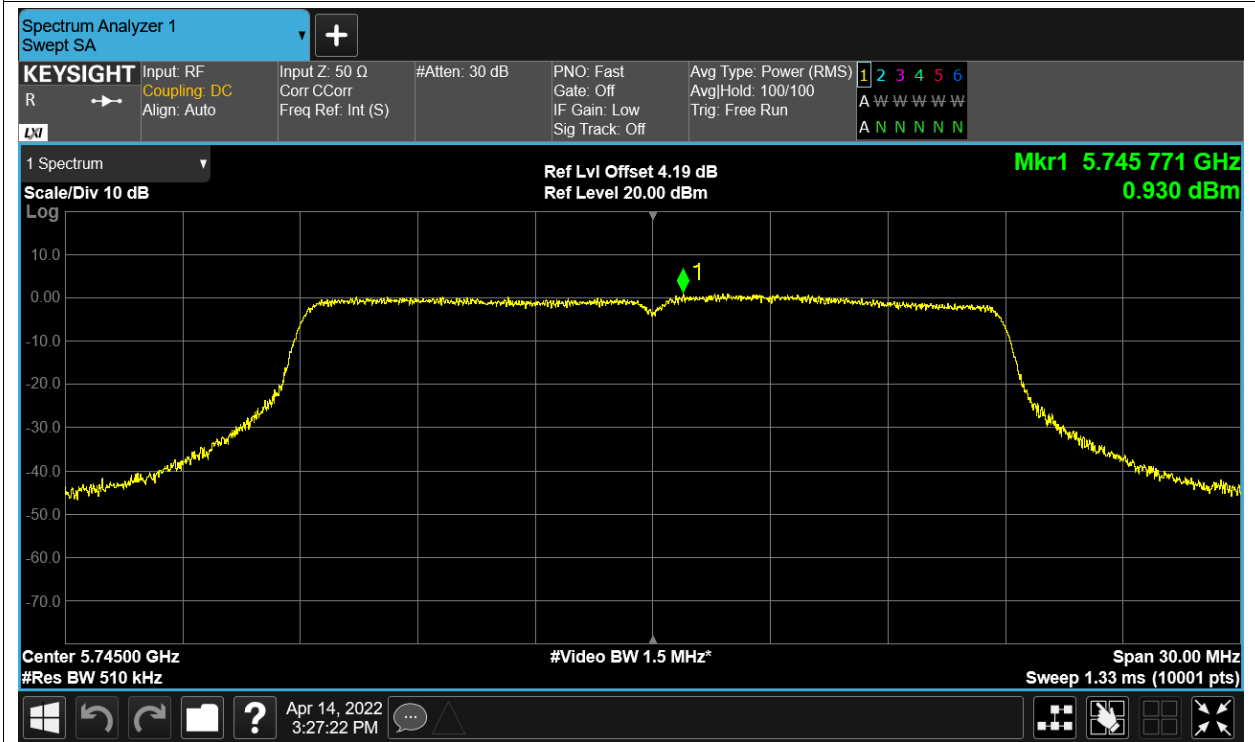 Spectrum Analyzer 1
Swept SA
+
KEYSIGHT
R
LXI
Input: RF
Coupling: DC
Align: Auto
Input Z: 50 Ω
Corr CCorr
Freq Ref: Int (S)
#Atten: 30 dB
PNO: Fast
Gate: Off
IF Gain: Low
Sig Track: Off
Avg Type: Power (RMS)
Avg|Hold: 100/100
Trig: Free Run
1 2 3 4 5 6
A W W W W W
A N N N N N
1 Spectrum
Scale/Div 10 dB
Log
Ref Lvl Offset 4.19 dB
Ref Level 20.00 dBm
Mkr1 5.745 771 GHz
0.930 dBm
10.0
0.00
-10.0
-20.0
-30.0
-40.0
-50.0
-60.0
-70.0
1
Center 5.74500 GHz
#Res BW 510 kHz
#Video BW 1.5 MHz*
Span 30.00 MHz
Sweep 1.33 ms (10001 pts)
?
Apr 14, 2022
3:27:22 PM